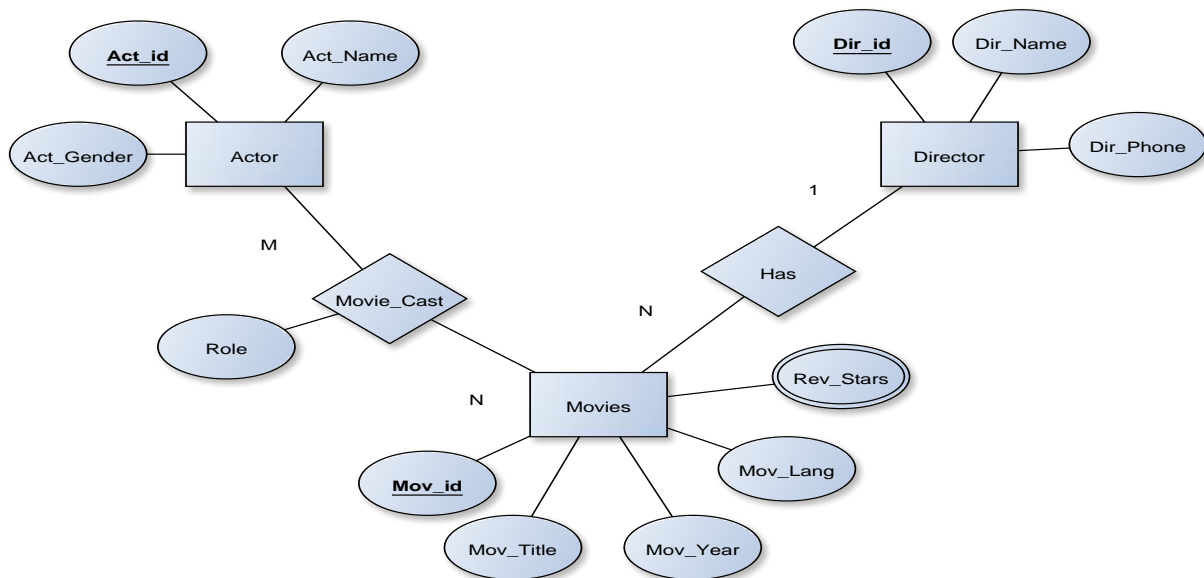 Act_id
Act_Name
Dir_id
Dir_Name
Act_Gender
Actor
Director
Dir_Phone
1
M
Has
Movie_Cast
N
Role
Rev_Stars
N
Movies
Mov_Lang
Mov_id
Mov_Title
Mov_Year